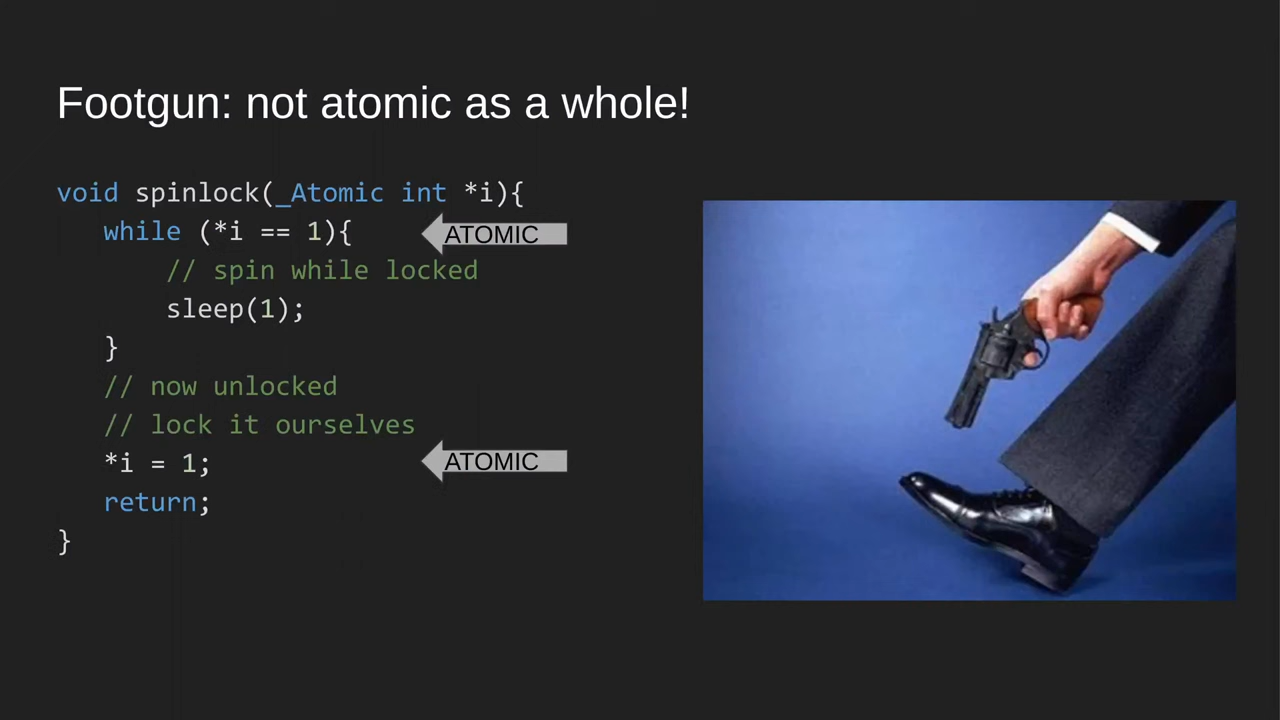 Footgun: not atomic as a whole!
void spinlock(_Atomic int *i){
while (*i == 1){
ATOMIC
// spin while locked
sleep(1);
}
// now unlocked
// lock it ourselves
*i = 1;
ATOMIC
return;
}